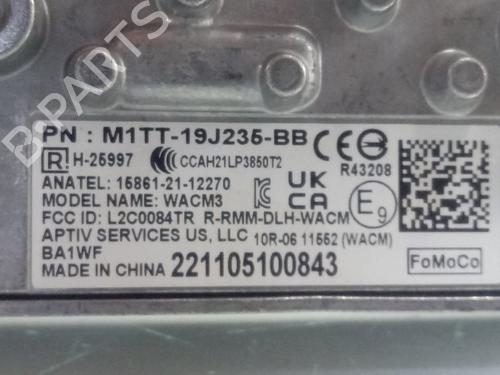 B-PARTS
PN : M1TT-19J235-BB CE
R H-25997 CCAH21LP3850T2 R43208
ANATEL: 15861-21-12270 UK CA
MODEL NAME: WACM3 E9
FCC ID: L2C0084TR R-RMM-DLH-WACM
APTIV SERVICES US, LLC 10R-06 11552 (WACM)
BA1WF
MADE IN CHINA 221105100843 FoMoCo